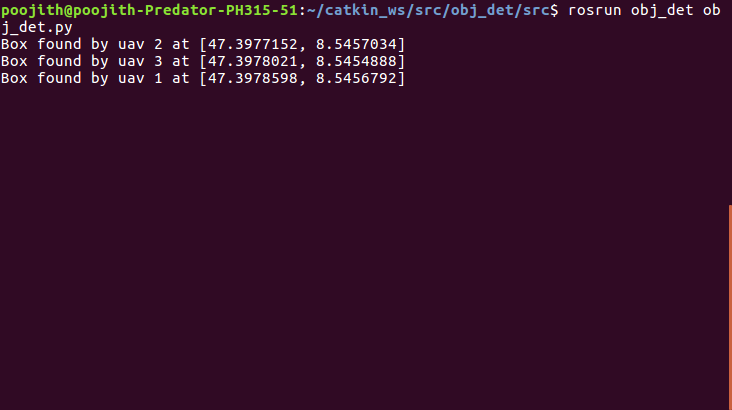 poojith@poojith-Predator-PH315-51:~/catkin_ws/src/obj_det/src$ rosrun obj_det ob
j_det.py
Box found by uav 2 at [47.3977152, 8.5457034]
Box found by uav 3 at [47.3978021, 8.5454888]
Box found by uav 1 at [47.3978598, 8.5456792]